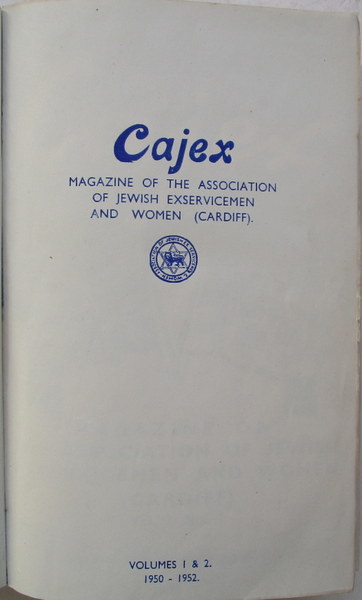 Cajex
MAGAZINE OF THE ASSOCIATION
OF JEWISH EXSERVICEMEN
AND WOMEN (CARDIFF).
VOLUMES 1 & 2.
1950 - 1952.